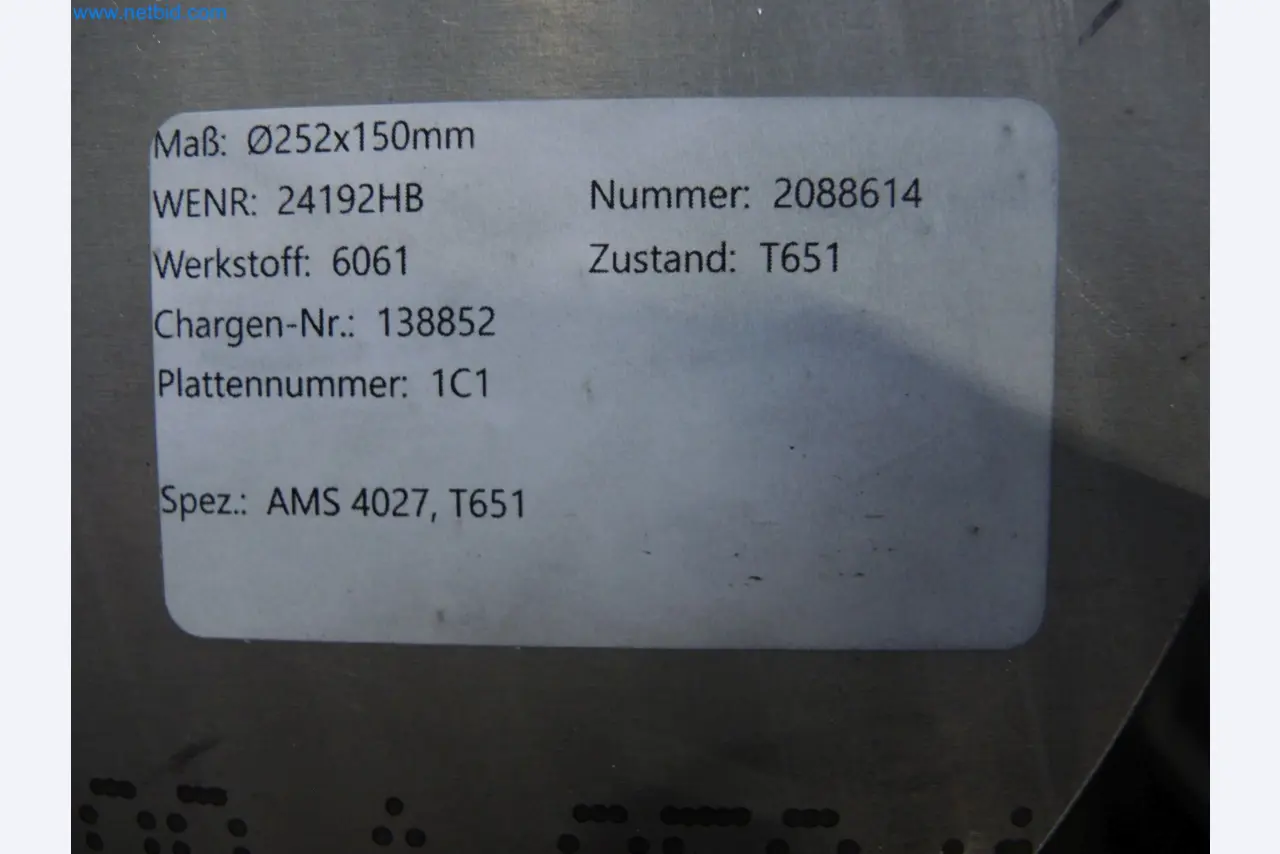 www.netbid.com
Maß: Ø252x150mm
WENR: 24192HB Nummer: 2088614
Werkstoff: 6061 Zustand: T651
Chargen-Nr.: 138852
Plattennummer: 1C1
Spez.: AMS 4027, T651